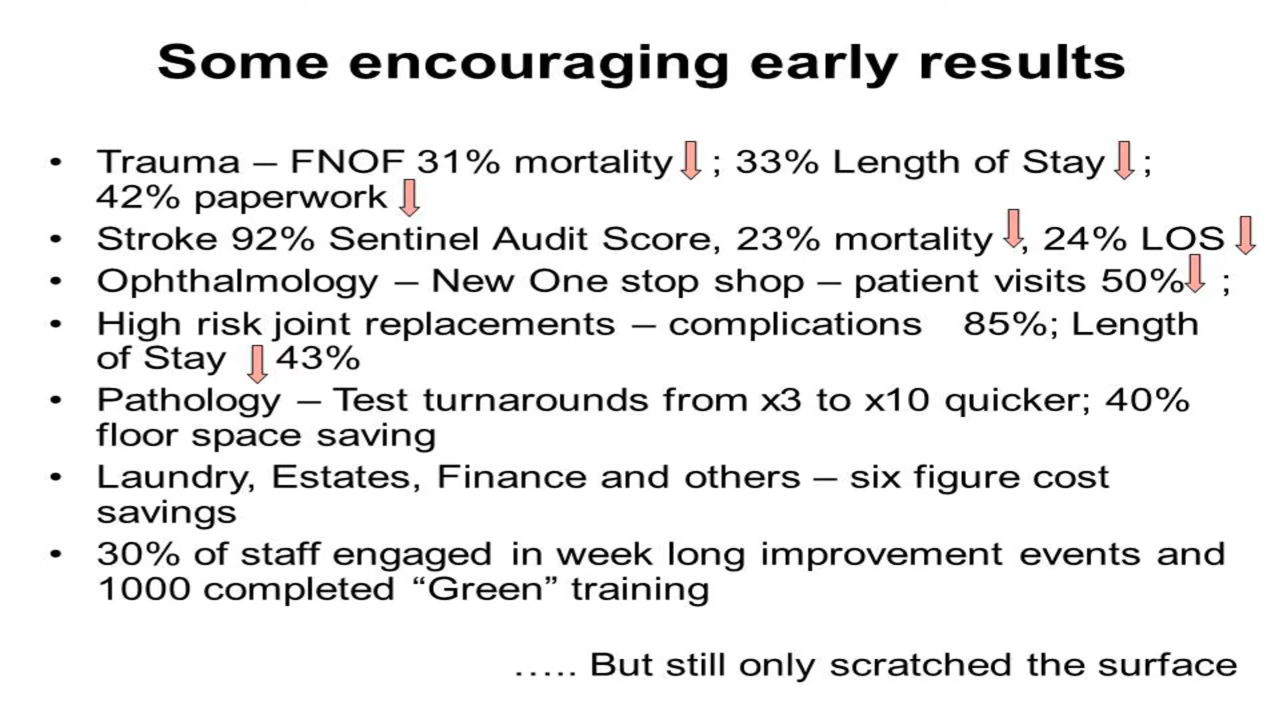 Some encouraging early results
• Trauma – FNOF 31% mortality ; 33% Length of Stay ;
42% paperwork
• Stroke 92% Sentinel Audit Score, 23% mortality , 24% LOS
• Ophthalmology – New One stop shop – patient visits 50% ;
• High risk joint replacements – complications 85%; Length
of Stay 43%
• Pathology – Test turnarounds from x3 to x10 quicker; 40%
floor space saving
• Laundry, Estates, Finance and others – six figure cost
savings
• 30% of staff engaged in week long improvement events and
1000 completed “Green” training
….. But still only scratched the surface